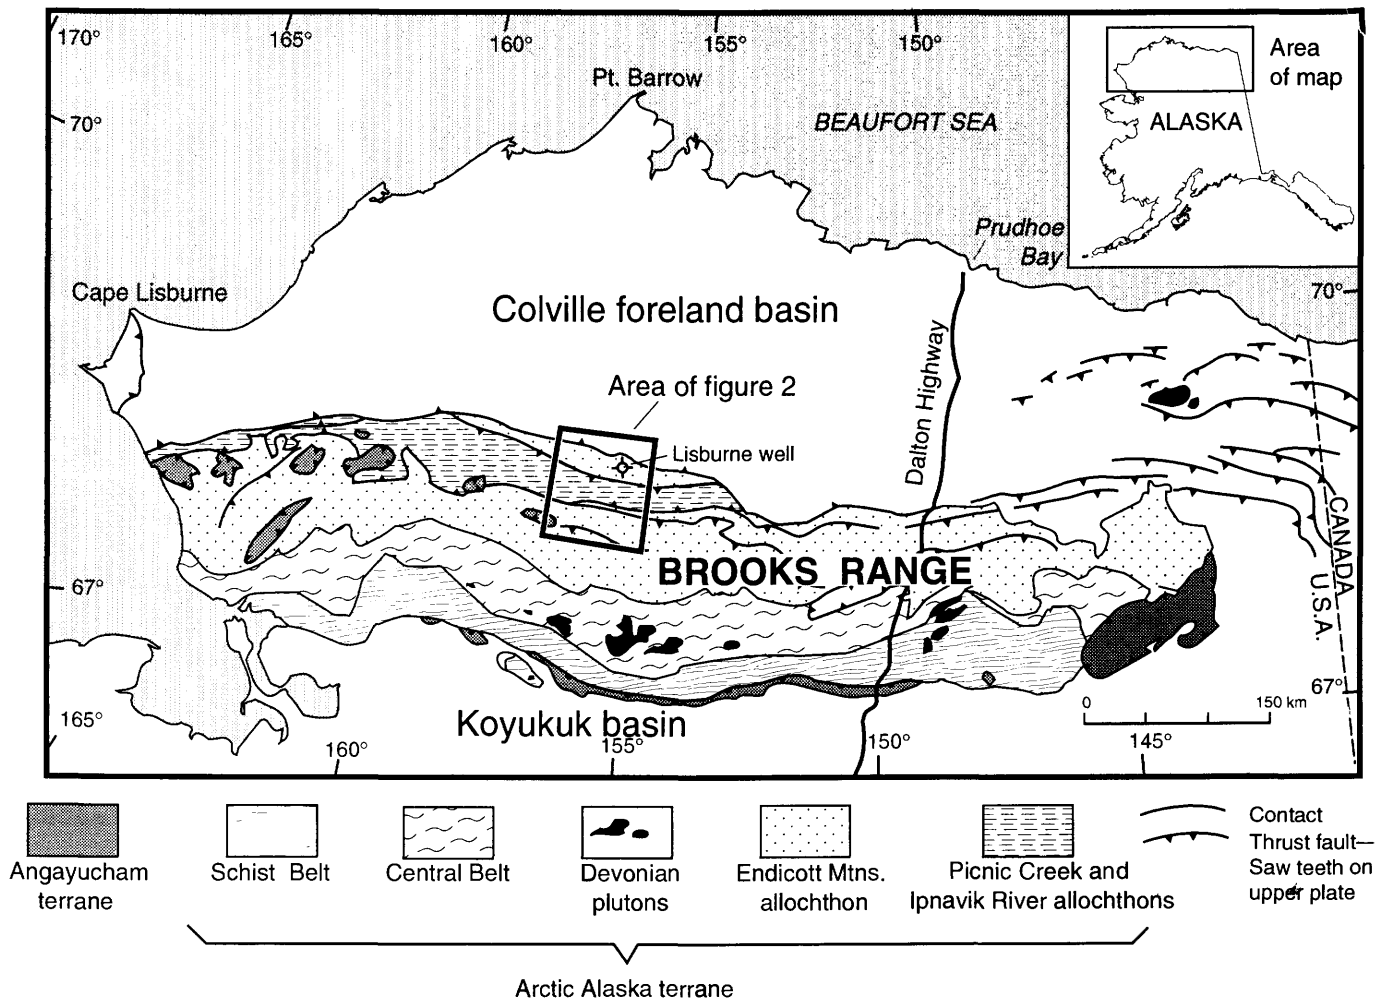 170°
165°
160°
155°
150°
Area
of map
ALASKA
Pt. Barrow
70°
BEAUFORT SEA
Prudhoe
Bay
70°
Cape Lisburne
Colville foreland basin
Area of figure 2
Dalton Highway
Lisburne well
CANADA
U.S.A.
BROOKS RANGE
67°
67°
0 150 km
165°
Koyukuk basin
160°
155°
150°
145°
Angayucham
terrane
Schist Belt
Central Belt
Devonian
plutons
Endicott Mtns.
allochthon
Picnic Creek and
Ipnavik River allochthons
Contact
Thrust fault—
Saw teeth on
upper plate
Arctic Alaska terrane